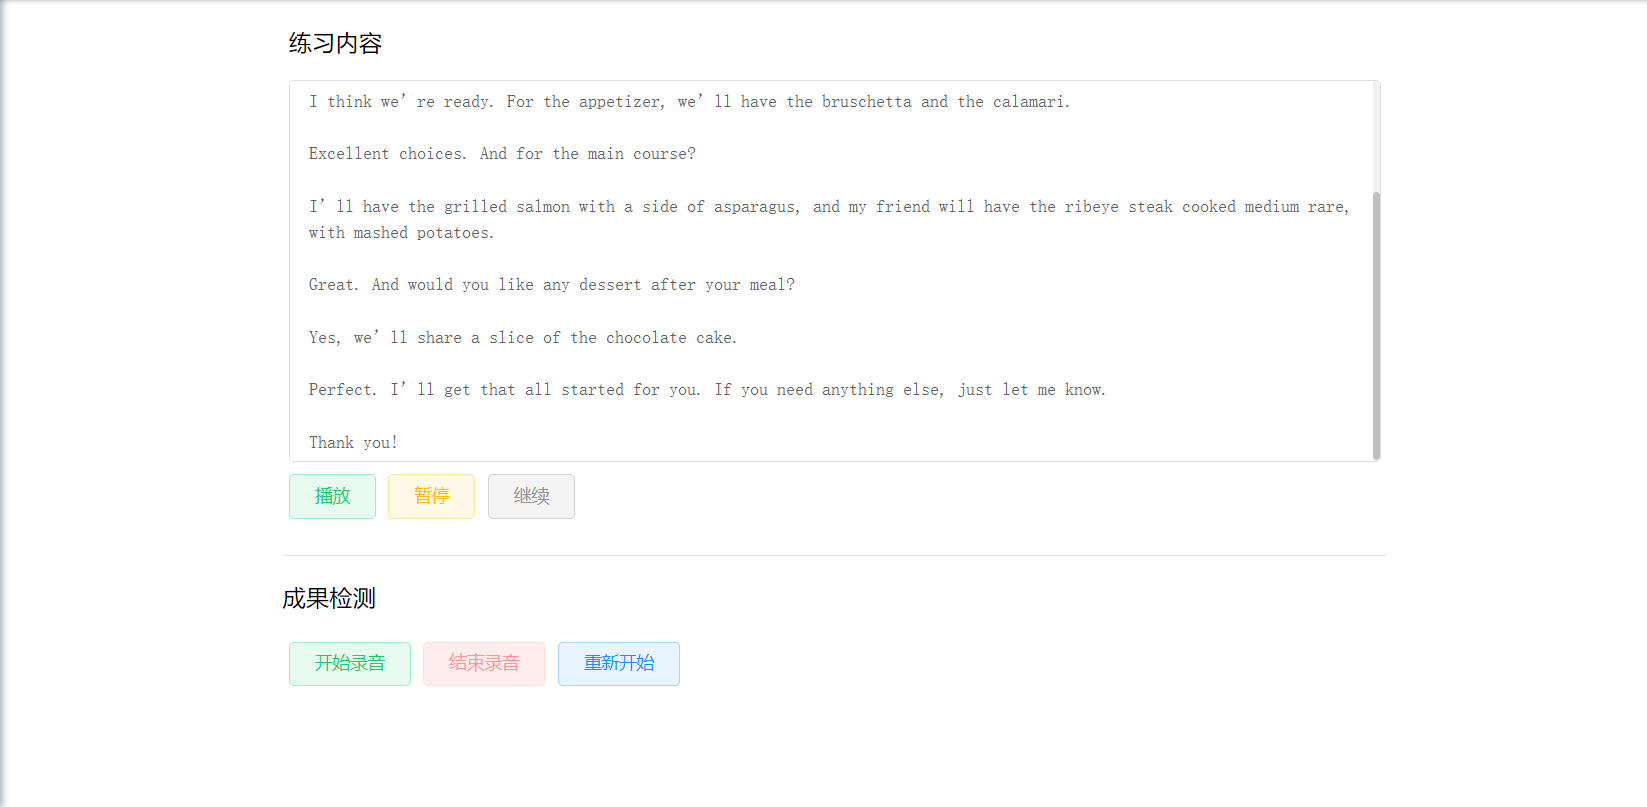 练习内容
I think we’re ready. For the appetizer, we’ll have the bruschetta and the calamari.
Excellent choices. And for the main course?
I’ll have the grilled salmon with a side of asparagus, and my friend will have the ribeye steak cooked medium rare,
with mashed potatoes.
Great. And would you like any dessert after your meal?
Yes, we’ll share a slice of the chocolate cake.
Perfect. I’ll get that all started for you. If you need anything else, just let me know.
Thank you!
播放 暂停 继续
成果检测
开始录音 结束录音 重新开始